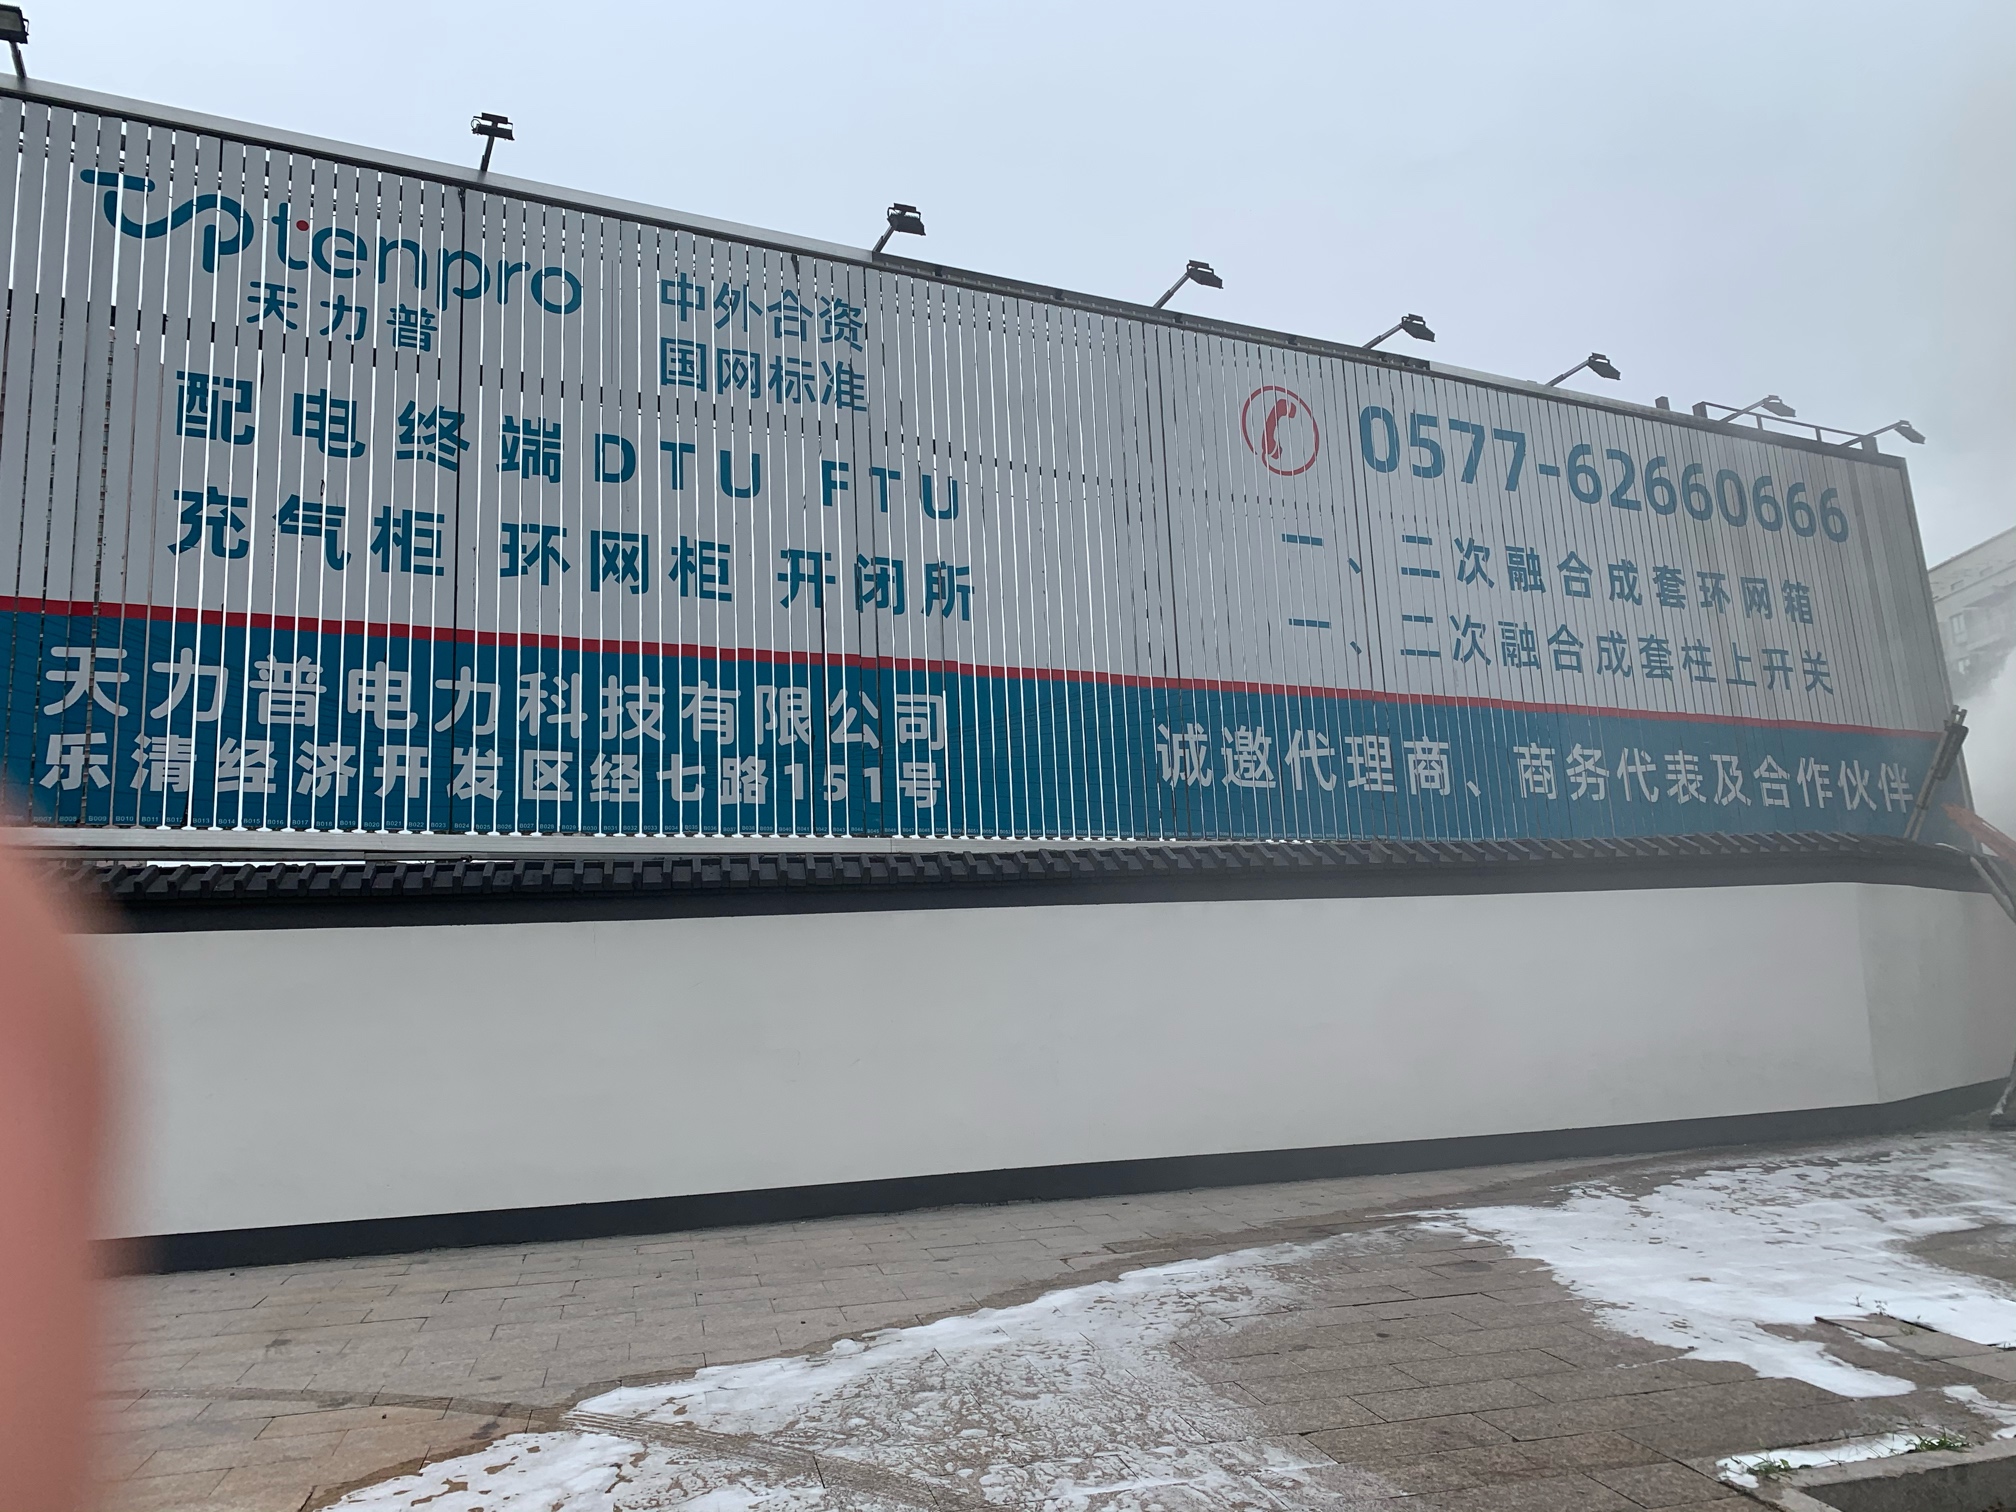 tenpro
天力普
中外合资
国网标准
配电终端DTU FTU
充气柜 环网柜 开闭所
天力普电力科技有限公司
乐清经济开发区经七路151号
0577-62660666
一、二次融合成套环网箱
一、二次融合成套柱上开关
诚邀代理商、商务代表及合作伙伴